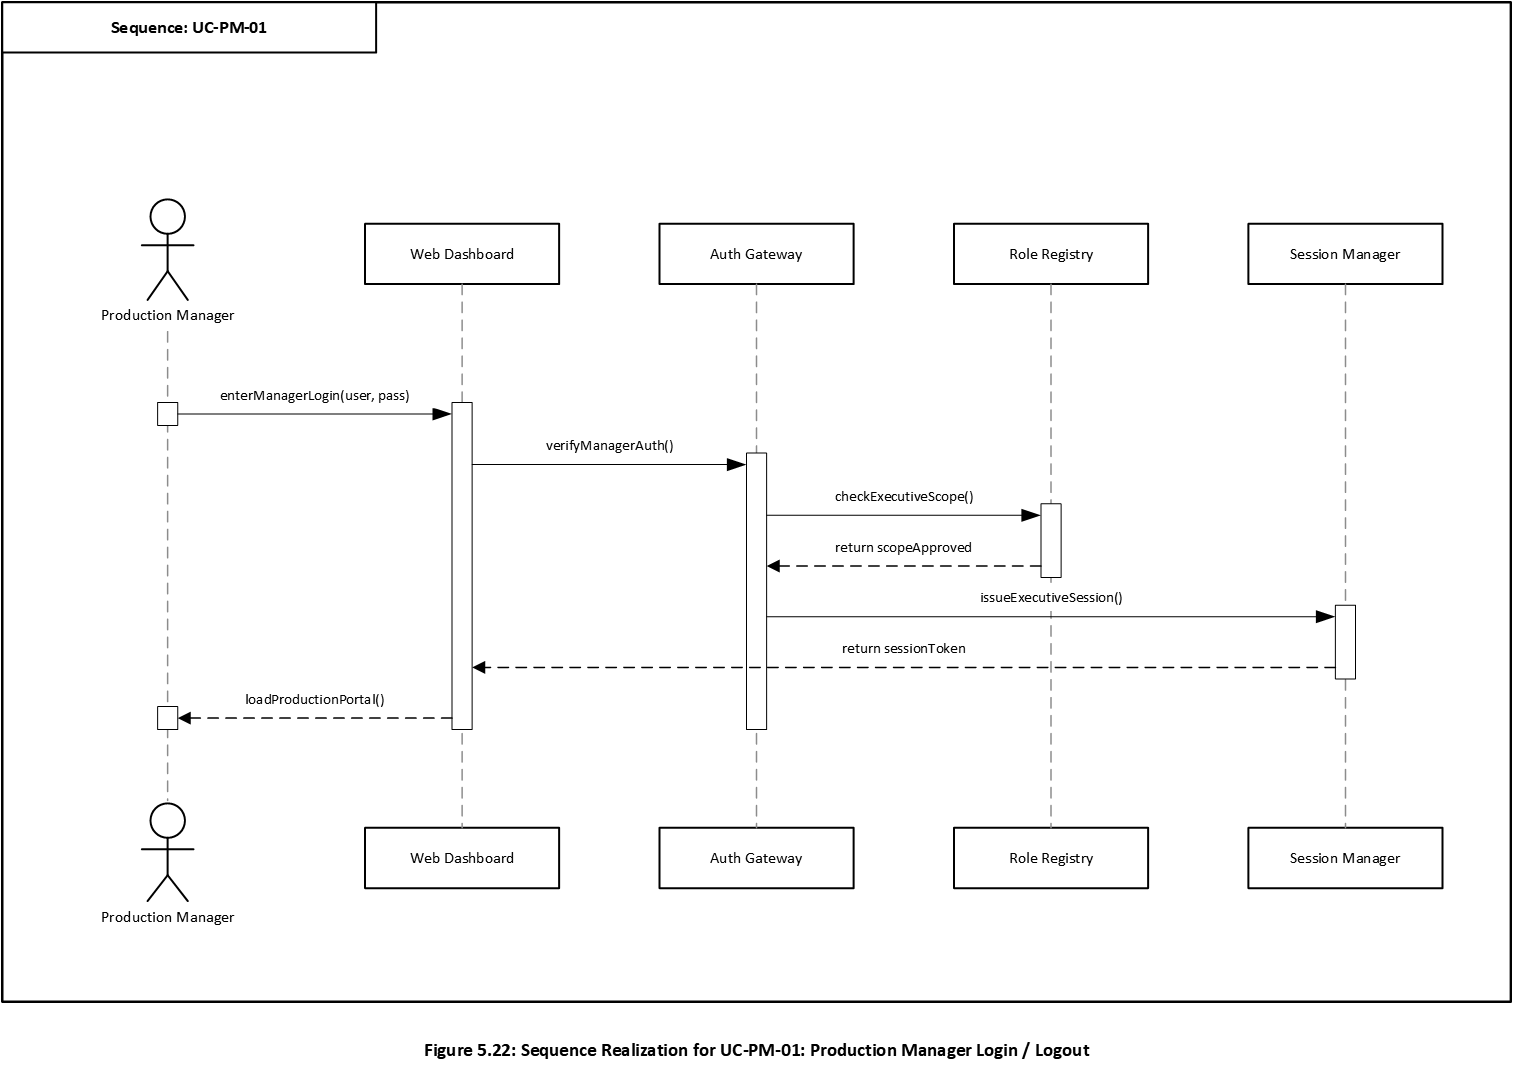 Sequence: UC-PM-01
Production Manager
Web Dashboard
Auth Gateway
Role Registry
Session Manager
enterManagerLogin(user, pass)
verifyManagerAuth()
checkExecutiveScope()
return scopeApproved
issueExecutiveSession()
return sessionToken
loadProductionPortal()
Production Manager
Web Dashboard
Auth Gateway
Role Registry
Session Manager
Figure 5.22: Sequence Realization for UC-PM-01: Production Manager Login / Logout